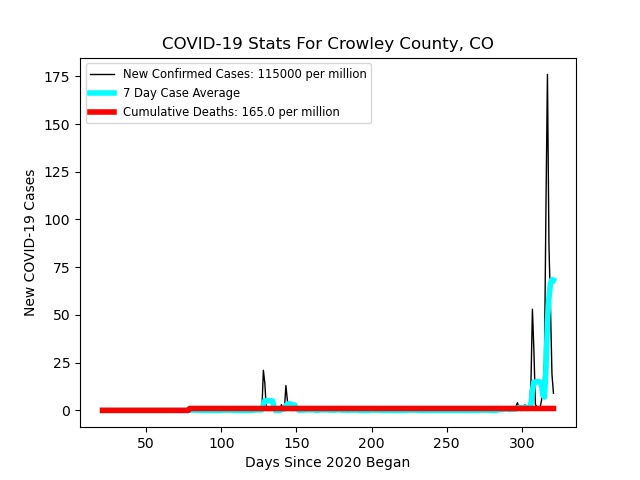 COVID-19 Stats For Crowley County, CO
New Confirmed Cases: 115000 per million
7 Day Case Average
Cumulative Deaths: 165.0 per million
New COVID-19 Cases
175
150
125
100
75
50
25
0
50 100 150 200 250 300
Days Since 2020 Began